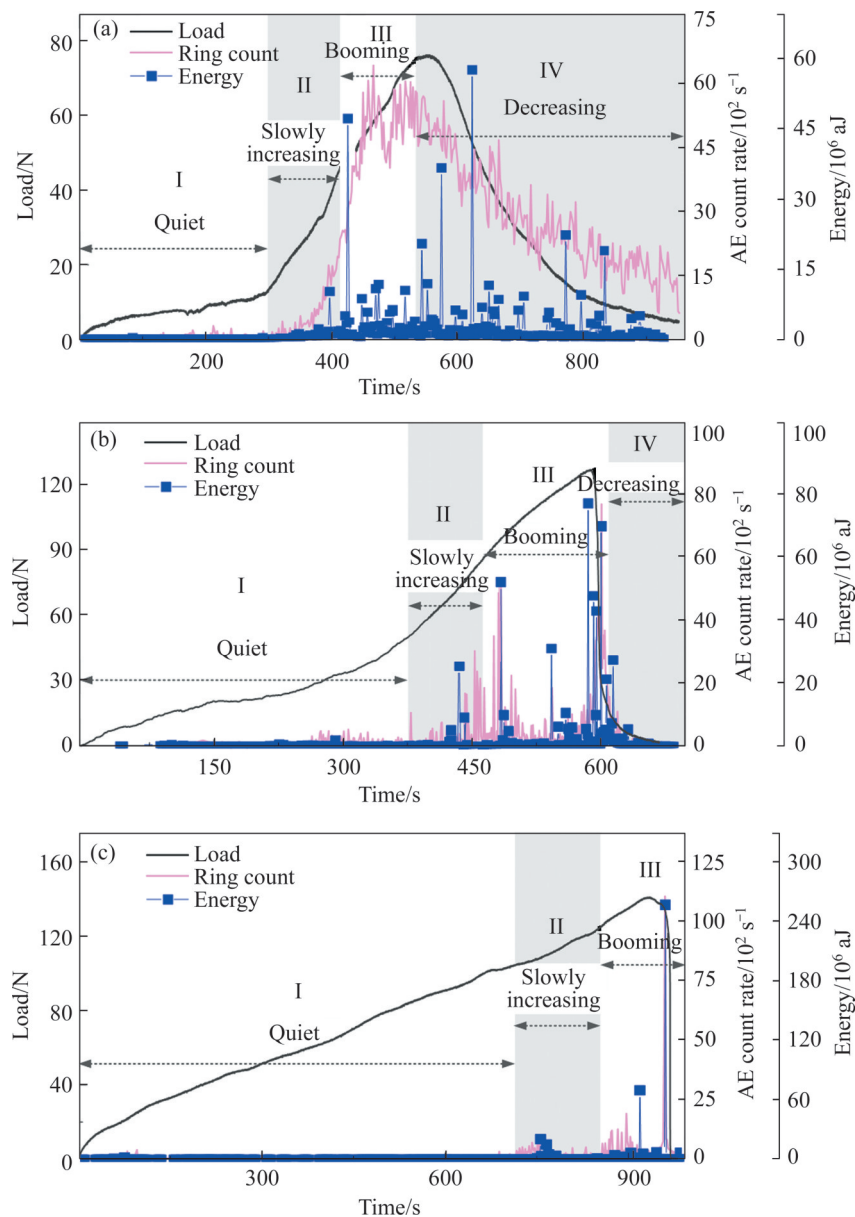 (a)
Load
Ring count
Energy
I
Quiet
II
Slowly
increasing
III
Booming
IV
Decreasing
80
60
40
20
0
Load/N
200
400
600
800
Time/s
75
60
45
30
15
0
AE count rate/10² s⁻¹
60
45
30
15
0
Energy/10⁶ aJ
(b)
Load
Ring count
Energy
I
Quiet
II
Slowly
increasing
III
Booming
IV
Decreasing
120
90
60
30
0
Load/N
150
300
450
600
Time/s
100
80
60
40
20
0
AE count rate/10² s⁻¹
100
80
60
40
20
0
Energy/10⁶ aJ
(c)
Load
Ring count
Energy
I
Quiet
II
Slowly
increasing
III
Booming
160
120
80
40
0
Load/N
300
600
900
Time/s
125
100
75
50
25
0
AE count rate/10² s⁻¹
300
240
180
120
60
0
Energy/10⁶ aJ